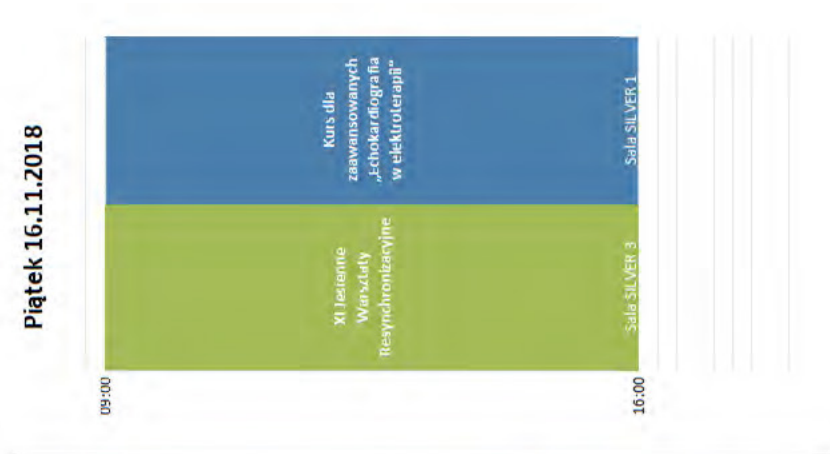 Piątek 16.11.2018
09:00
XI Jesienne
Warsztaty
Resynchronizacyjne
Sala SILVER 3
Kurs dla
zaawansowanych
„Echokardiografia
w elektroterapii”
Sala SILVER 1
16:00